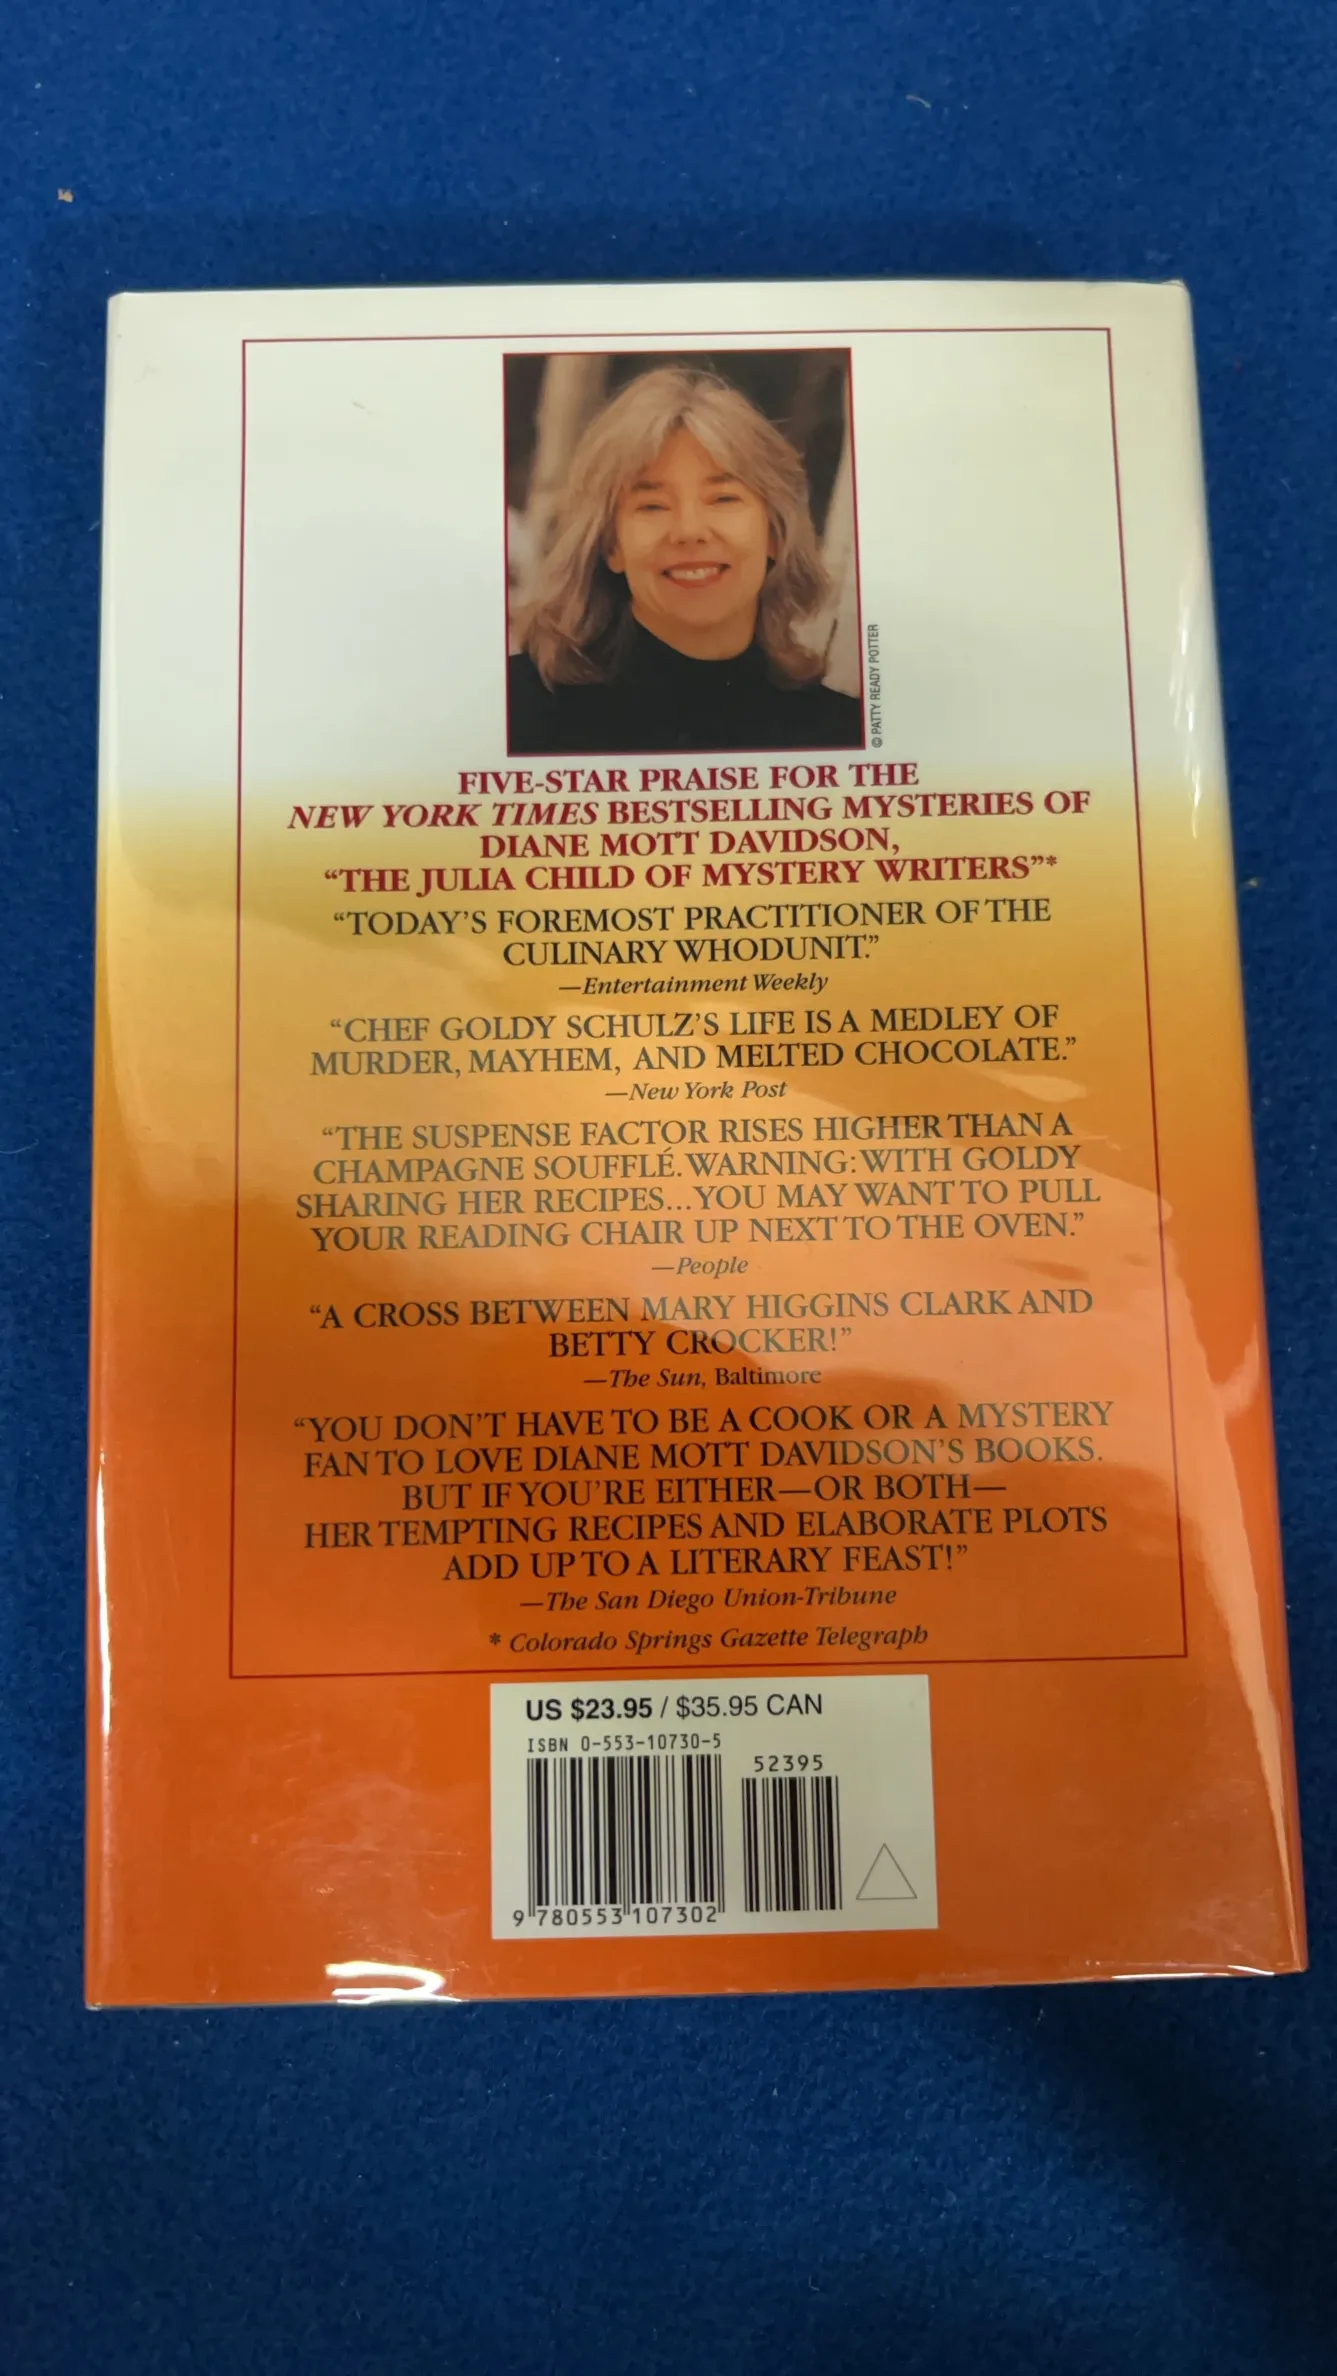 © PATTY READY POTTER
FIVE-STAR PRAISE FOR THE
NEW YORK TIMES BESTSELLING MYSTERIES OF
DIANE MOTT DAVIDSON,
“THE JULIA CHILD OF MYSTERY WRITERS”*
“TODAY’S FOREMOST PRACTITIONER OF THE
CULINARY WHODUNIT.”
—Entertainment Weekly
“CHEF GOLDY SCHULZ’S LIFE IS A MEDLEY OF
MURDER, MAYHEM, AND MELTED CHOCOLATE.”
—New York Post
“THE SUSPENSE FACTOR RISES HIGHER THAN A
CHAMPAGNE SOUFFLÉ. WARNING: WITH GOLDY
SHARING HER RECIPES...YOU MAY WANT TO PULL
YOUR READING CHAIR UP NEXT TO THE OVEN.”
—People
“A CROSS BETWEEN MARY HIGGINS CLARK AND
BETTY CROCKER!”
—The Sun, Baltimore
“YOU DON’T HAVE TO BE A COOK OR A MYSTERY
FAN TO LOVE DIANE MOTT DAVIDSON’S BOOKS.
BUT IF YOU’RE EITHER—OR BOTH—
HER TEMPTING RECIPES AND ELABORATE PLOTS
ADD UP TO A LITERARY FEAST!”
—The San Diego Union-Tribune
* Colorado Springs Gazette Telegraph
US $23.95 / $35.95 CAN
ISBN 0-553-10730-5
52395
9 780553 107302